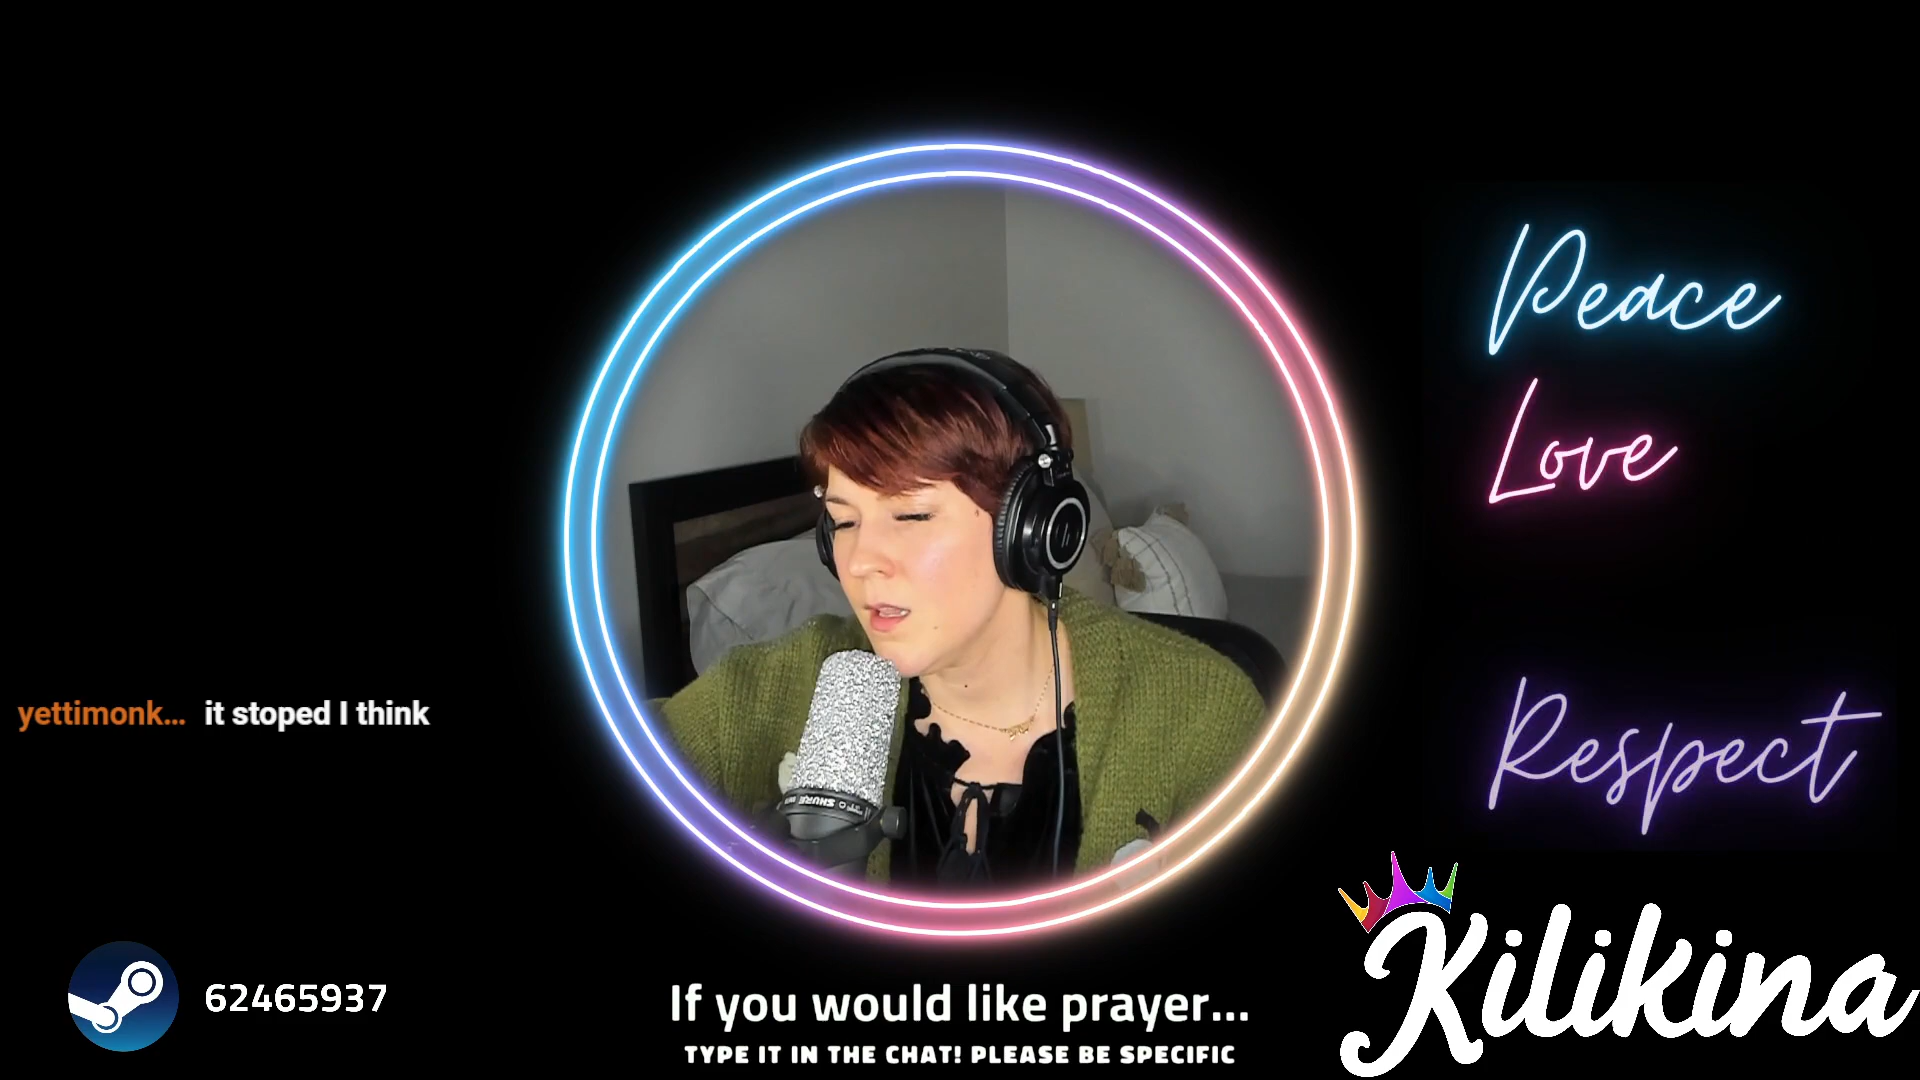 Peace
Love
Respect
yettimonk... it stoped I think
SHURE
62465937
If you would like prayer...
TYPE IT IN THE CHAT! PLEASE BE SPECIFIC
Kilikina